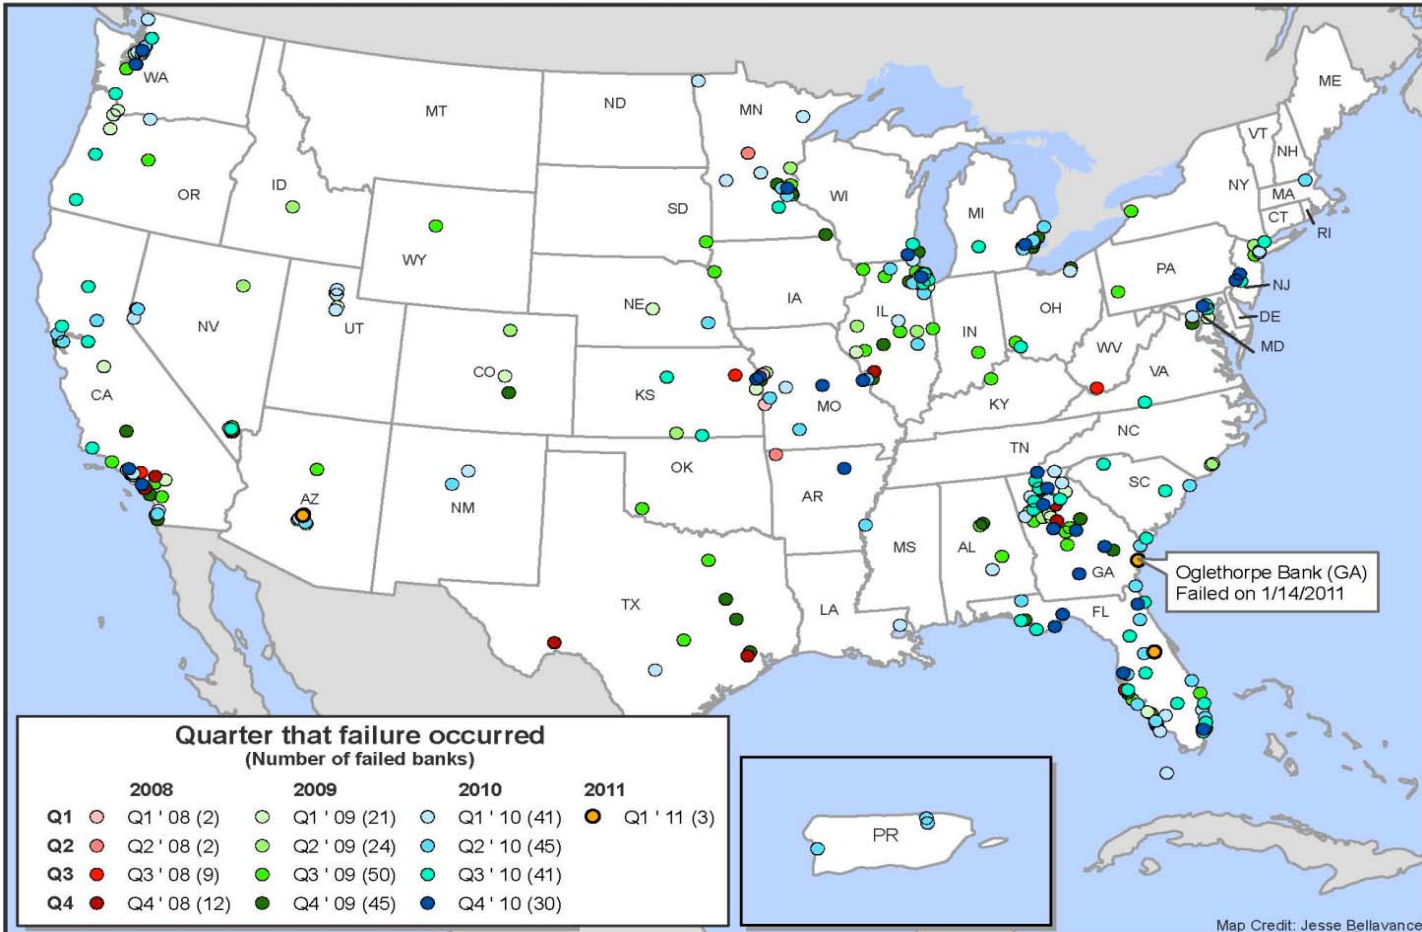 WA
MT
ND
MN
ME
VT
NH
OR
ID
SD
WI
MI
NY
MA
CT
RI
WY
NE
IA
PA
NV
UT
IL
IN
OH
NJ
DE
MD
CO
KS
MO
WV
VA
KY
CA
NC
TN
OK
AR
SC
AZ
NM
MS
AL
GA
Oglethorpe Bank (GA)
Failed on 1/14/2011
TX
LA
FL
Quarter that failure occurred
(Number of failed banks)
2008 2009 2010 2011
Q1 Q1 ' 08 (2) Q1 ' 09 (21) Q1 ' 10 (41) Q1 ' 11 (3)
Q2 Q2 ' 08 (2) Q2 ' 09 (24) Q2 ' 10 (45)
Q3 Q3 ' 08 (9) Q3 ' 09 (50) Q3 ' 10 (41)
Q4 Q4 ' 08 (12) Q4 ' 09 (45) Q4 ' 10 (30)
PR
Map Credit: Jesse Bellavance